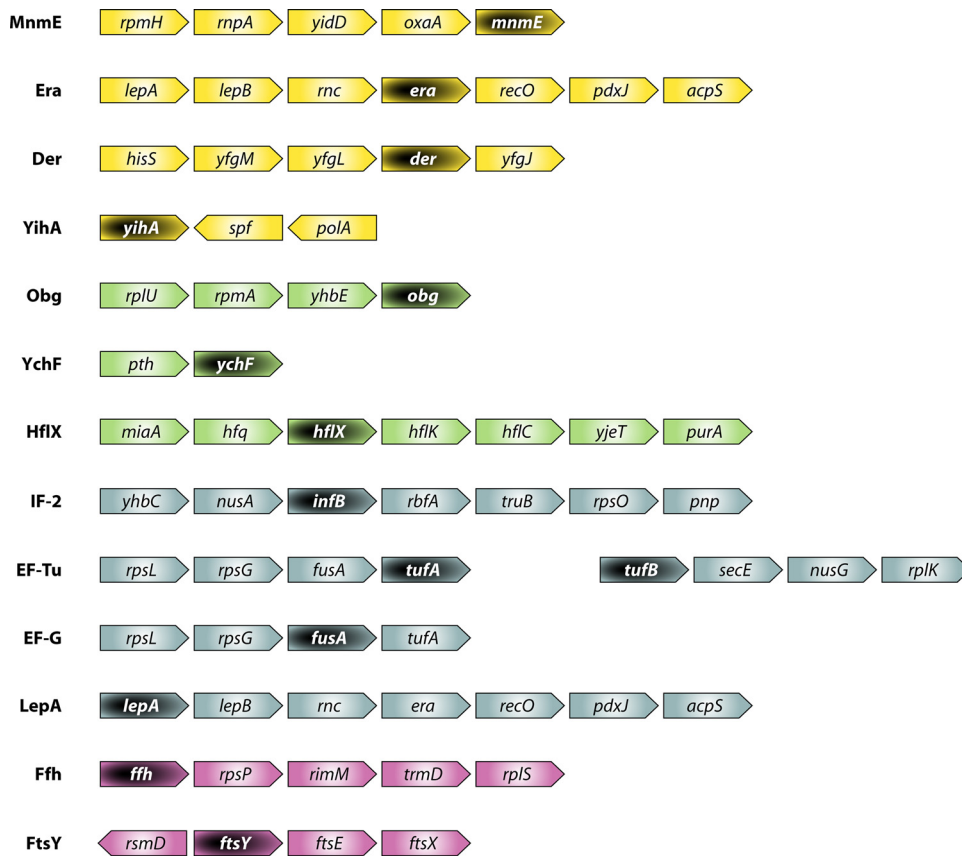 MnmE rpmH rnpA yidD oxaA mnmE
Era lepA lepB rnc era recO pdxJ acpS
Der hisS yfgM yfgL der yfgJ
YihA yihA spf polA
Obg rplU rpmA yhbE obg
YchF pth ychF
HflX miaA hfq hflX hflK hflC yjeT purA
IF-2 yhbC nusA infB rbfA truB rpsO pnp
EF-Tu rpsL rpsG fusA tufA tufB secE nusG rplK
EF-G rpsL rpsG fusA tufA
LepA lepA lepB rnc era recO pdxJ acpS
Ffh ffh rpsP rimM trmD rplS
FtsY rsmD ftsY ftsE ftsX